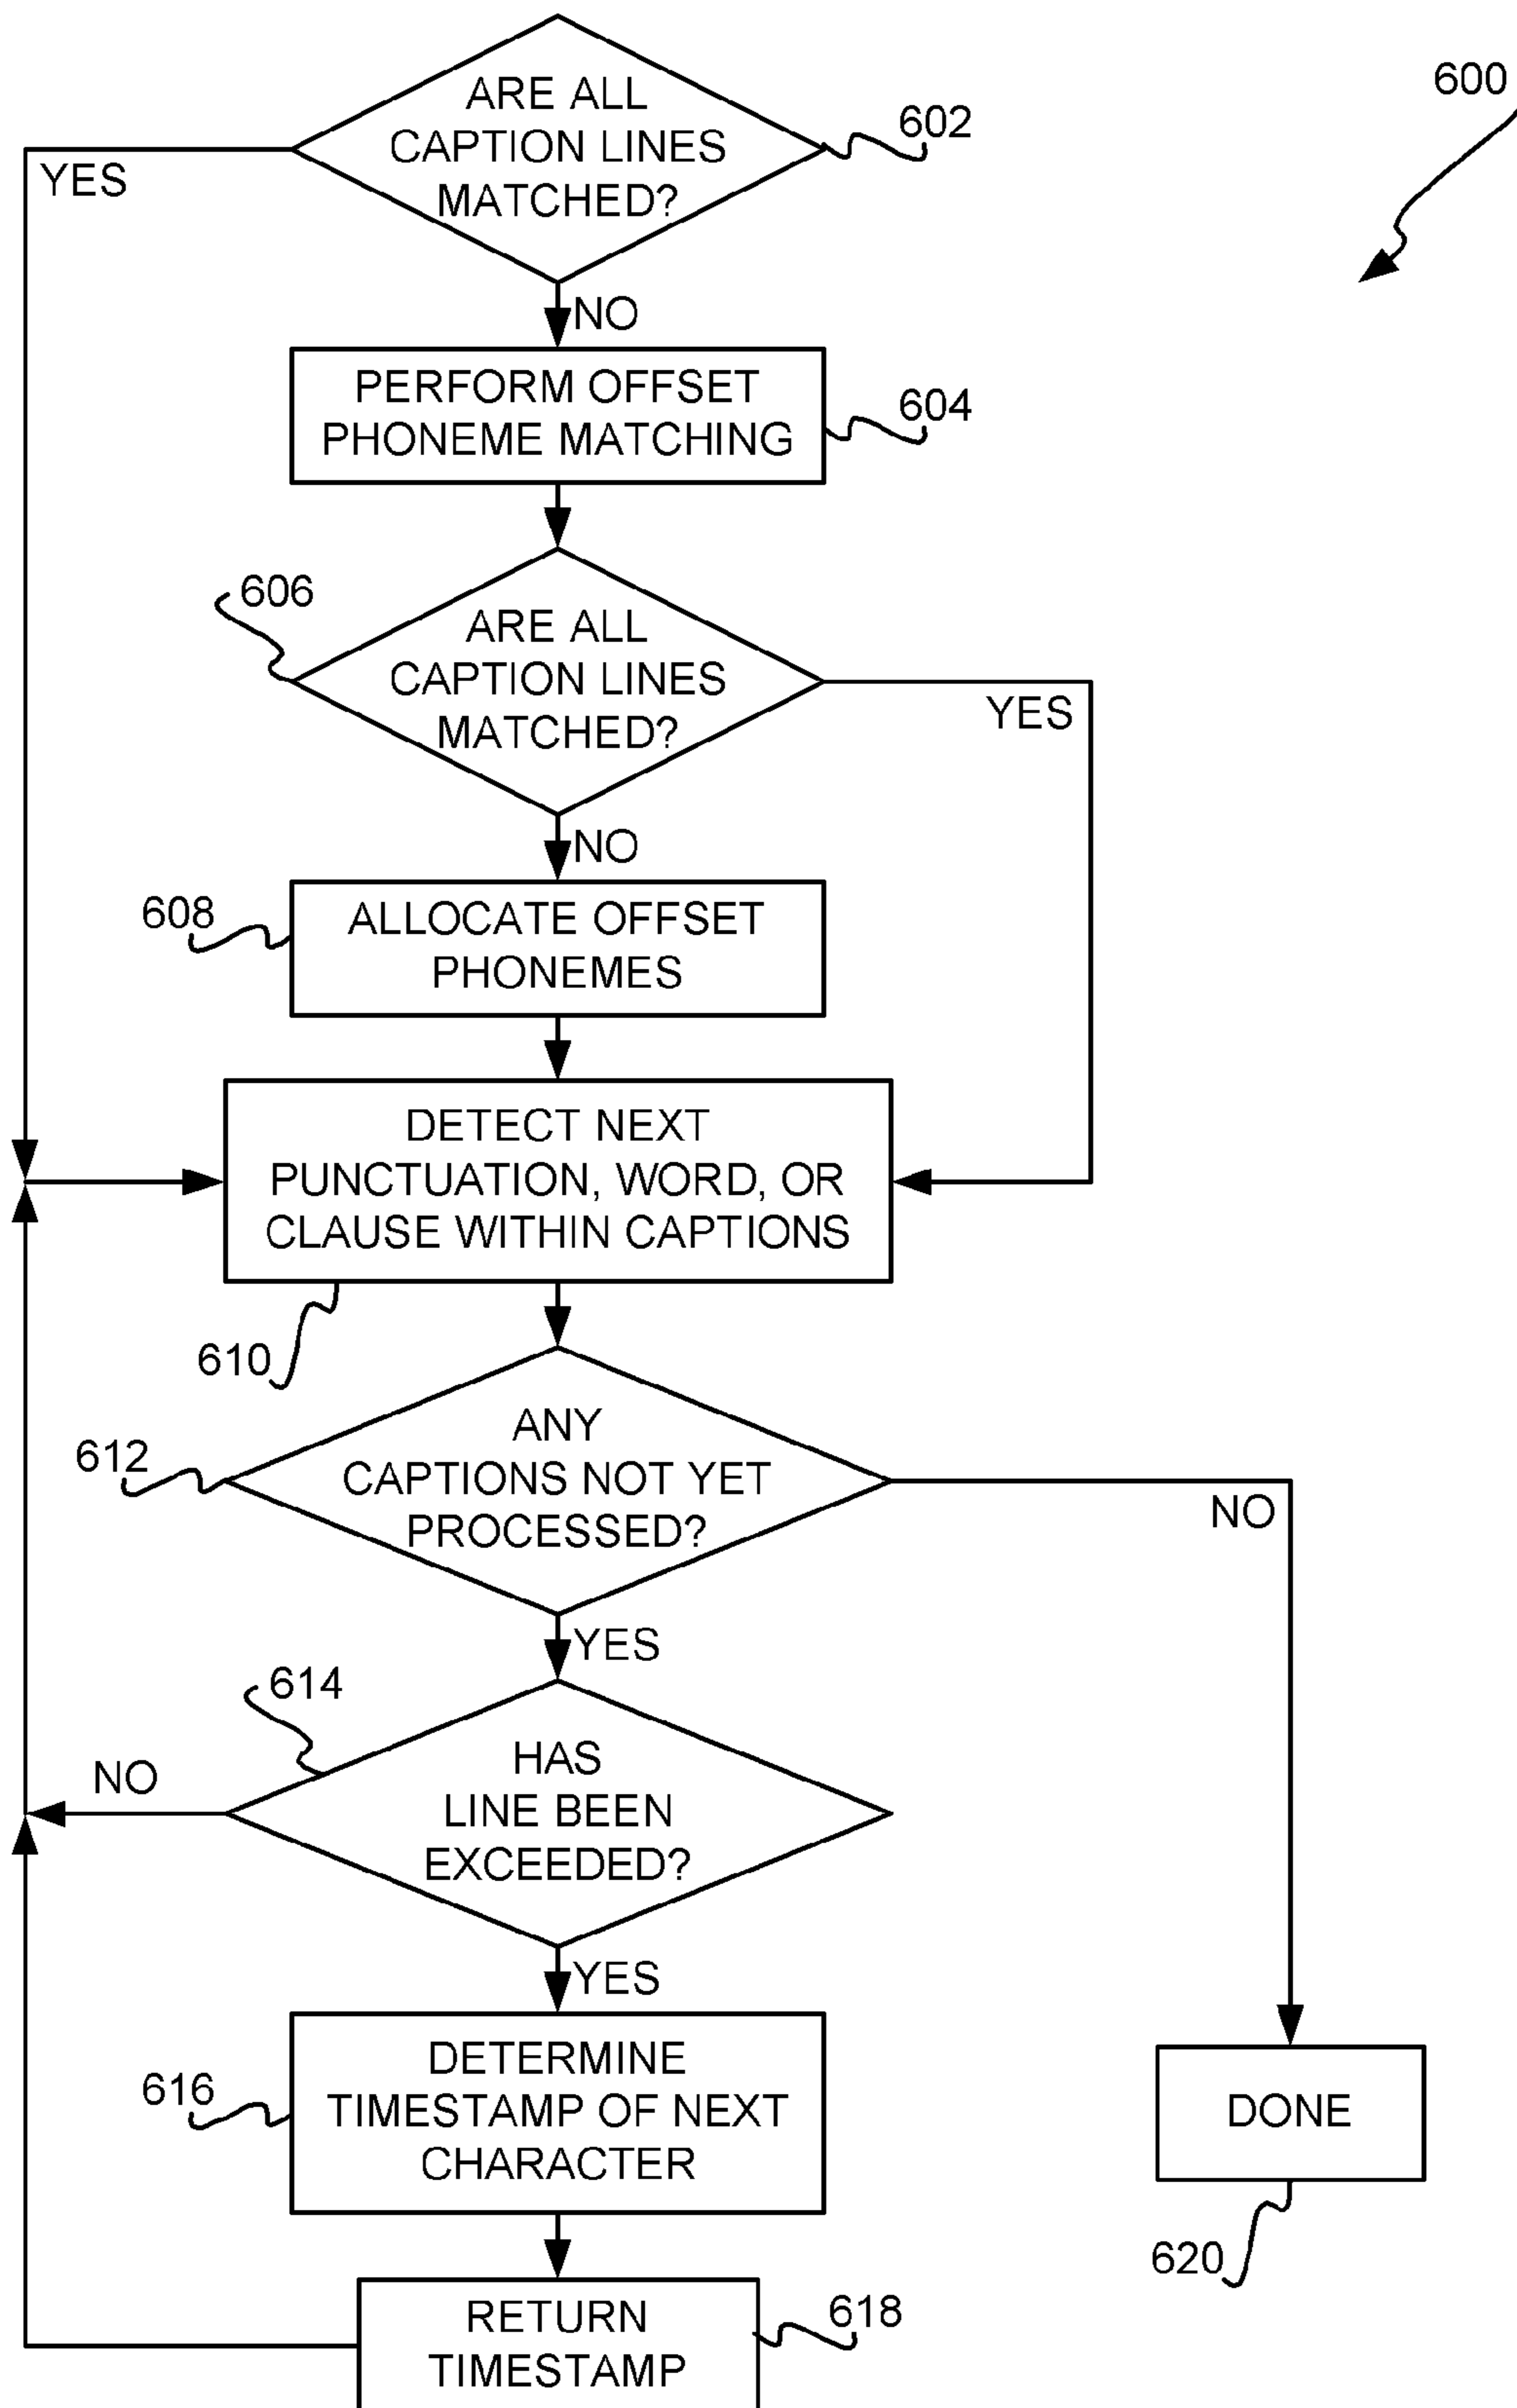 600
ARE ALL
CAPTION LINES
MATCHED?
602
YES
NO
PERFORM OFFSET
PHONEME MATCHING
604
606
ARE ALL
CAPTION LINES
MATCHED?
YES
NO
608
ALLOCATE OFFSET
PHONEMES
DETECT NEXT
PUNCTUATION, WORD, OR
CLAUSE WITHIN CAPTIONS
610
612
ANY
CAPTIONS NOT YET
PROCESSED?
NO
YES
614
HAS
LINE BEEN
EXCEEDED?
NO
YES
616
DETERMINE
TIMESTAMP OF NEXT
CHARACTER
DONE
620
RETURN
TIMESTAMP
618